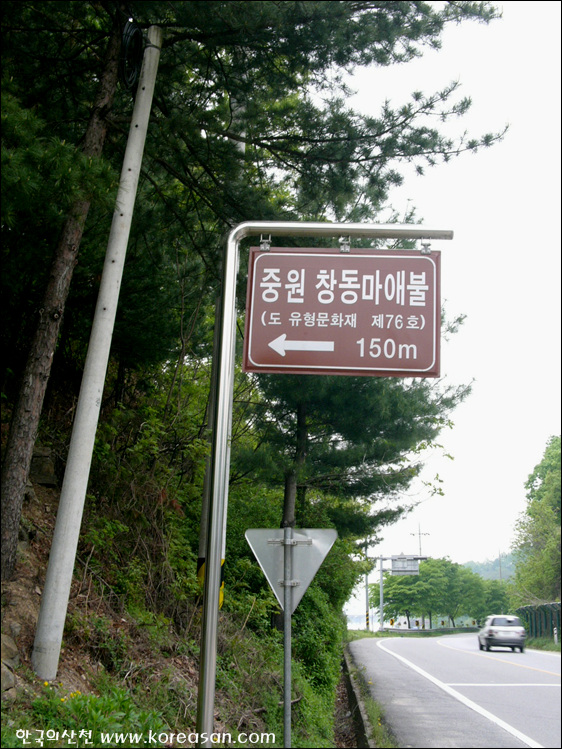 중원 창동마애불
(도 유형문화재 제76호)
150m
한국의산천 www.koreasan.com